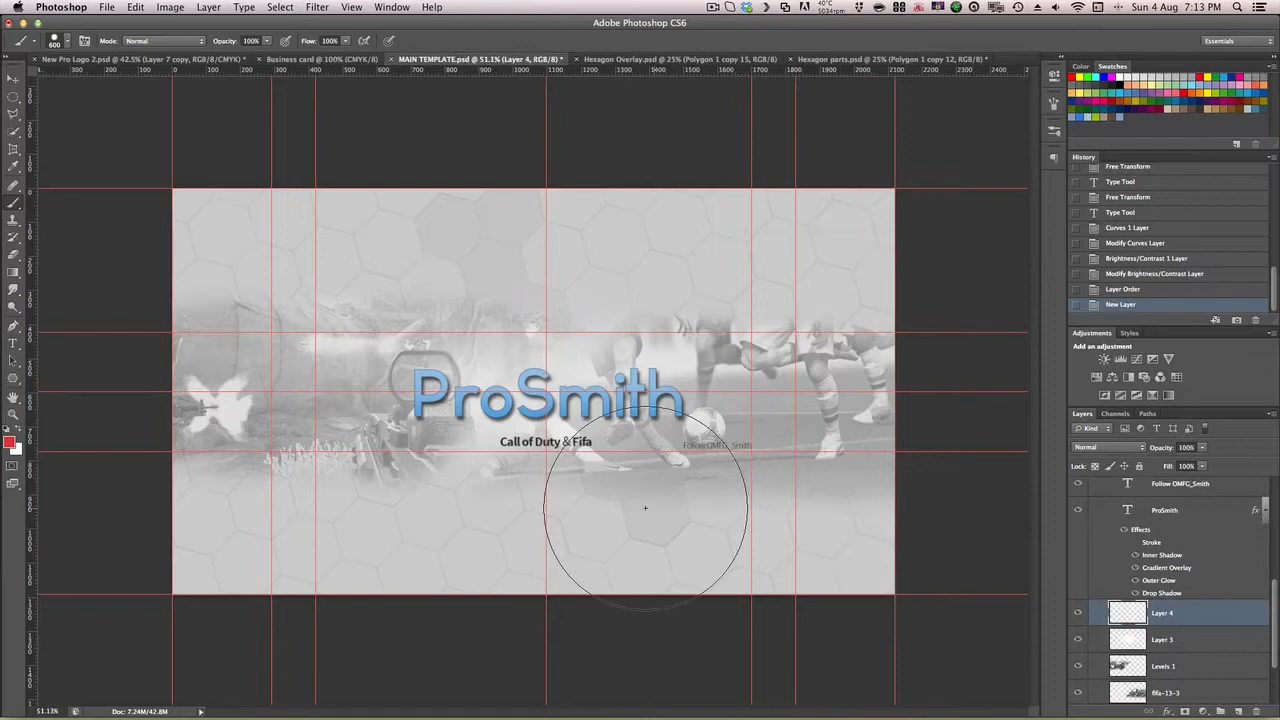 Photoshop File Edit Image Layer Type Select Filter View Window Help
Sun 4 Aug 7:13 PM
Adobe Photoshop CS6
600 Mode: Normal Opacity: 100% Flow: 100% Essentials
New Pro Logo 2.psd @ 42.5% (Layer 7 copy, RGB/8/CMYK) *
Business card @ 100% (CMYK/8)
MAIN TEMPLATE.psd @ 51.1% (Layer 4, RGB/8) *
Hexagon Overlay.psd @ 25% (Polygon 1 copy 15, RGB/8)
Hexagon parts.psd @ 25% (Polygon 1 copy 12, RGB/8) *
Color Swatches
History
Free Transform
Type Tool
Free Transform
Type Tool
Curves 1 Layer
Modify Curves Layer
Brightness/Contrast 1 Layer
Modify Brightness/Contrast Layer
Layer Order
New Layer
Adjustments Styles
Add an adjustment
ProSmith
Call of Duty & Fifa
Follow OMFG_Smith
Layers Channels Paths
Kind
Normal Opacity: 100%
Lock: Fill: 100%
Follow OMFG_Smith
ProSmith fx
Effects
Stroke
Inner Shadow
Gradient Overlay
Outer Glow
Drop Shadow
Layer 4
Layer 3
Levels 1
fifa-13-3
51.13% Doc: 7.24M/42.8M